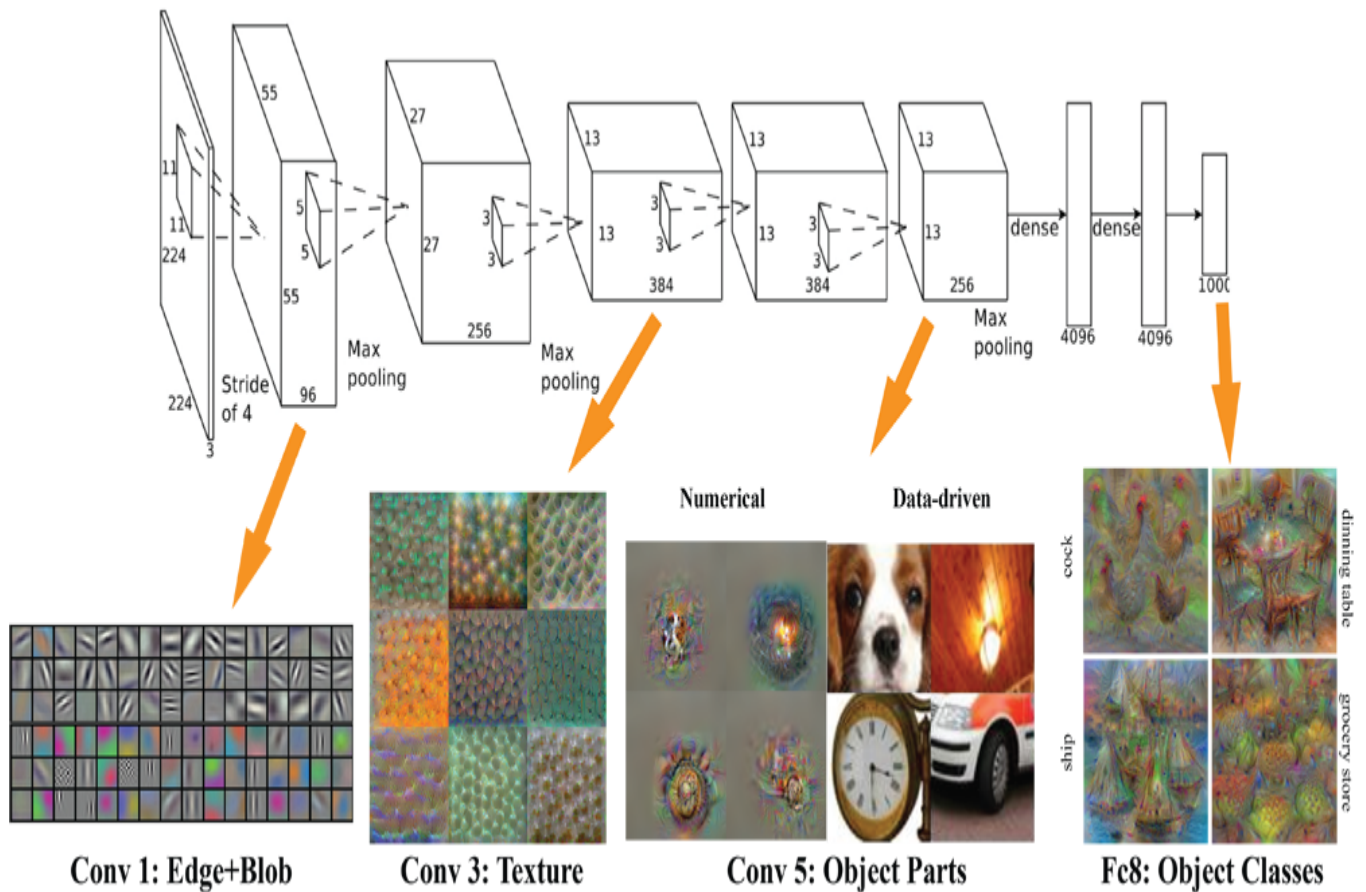 11
11
224
224
3
Stride
of 4
55
55
96
5
5
Max
pooling
27
27
256
3
3
Max
pooling
13
13
384
3
3
13
13
384
3
3
13
13
256
Max
pooling
dense
4096
dense
4096
1000
Numerical
Data-driven
cock
ship
dinning table
grocery store
Conv 1: Edge+Blob
Conv 3: Texture
Conv 5: Object Parts
Fc8: Object Classes